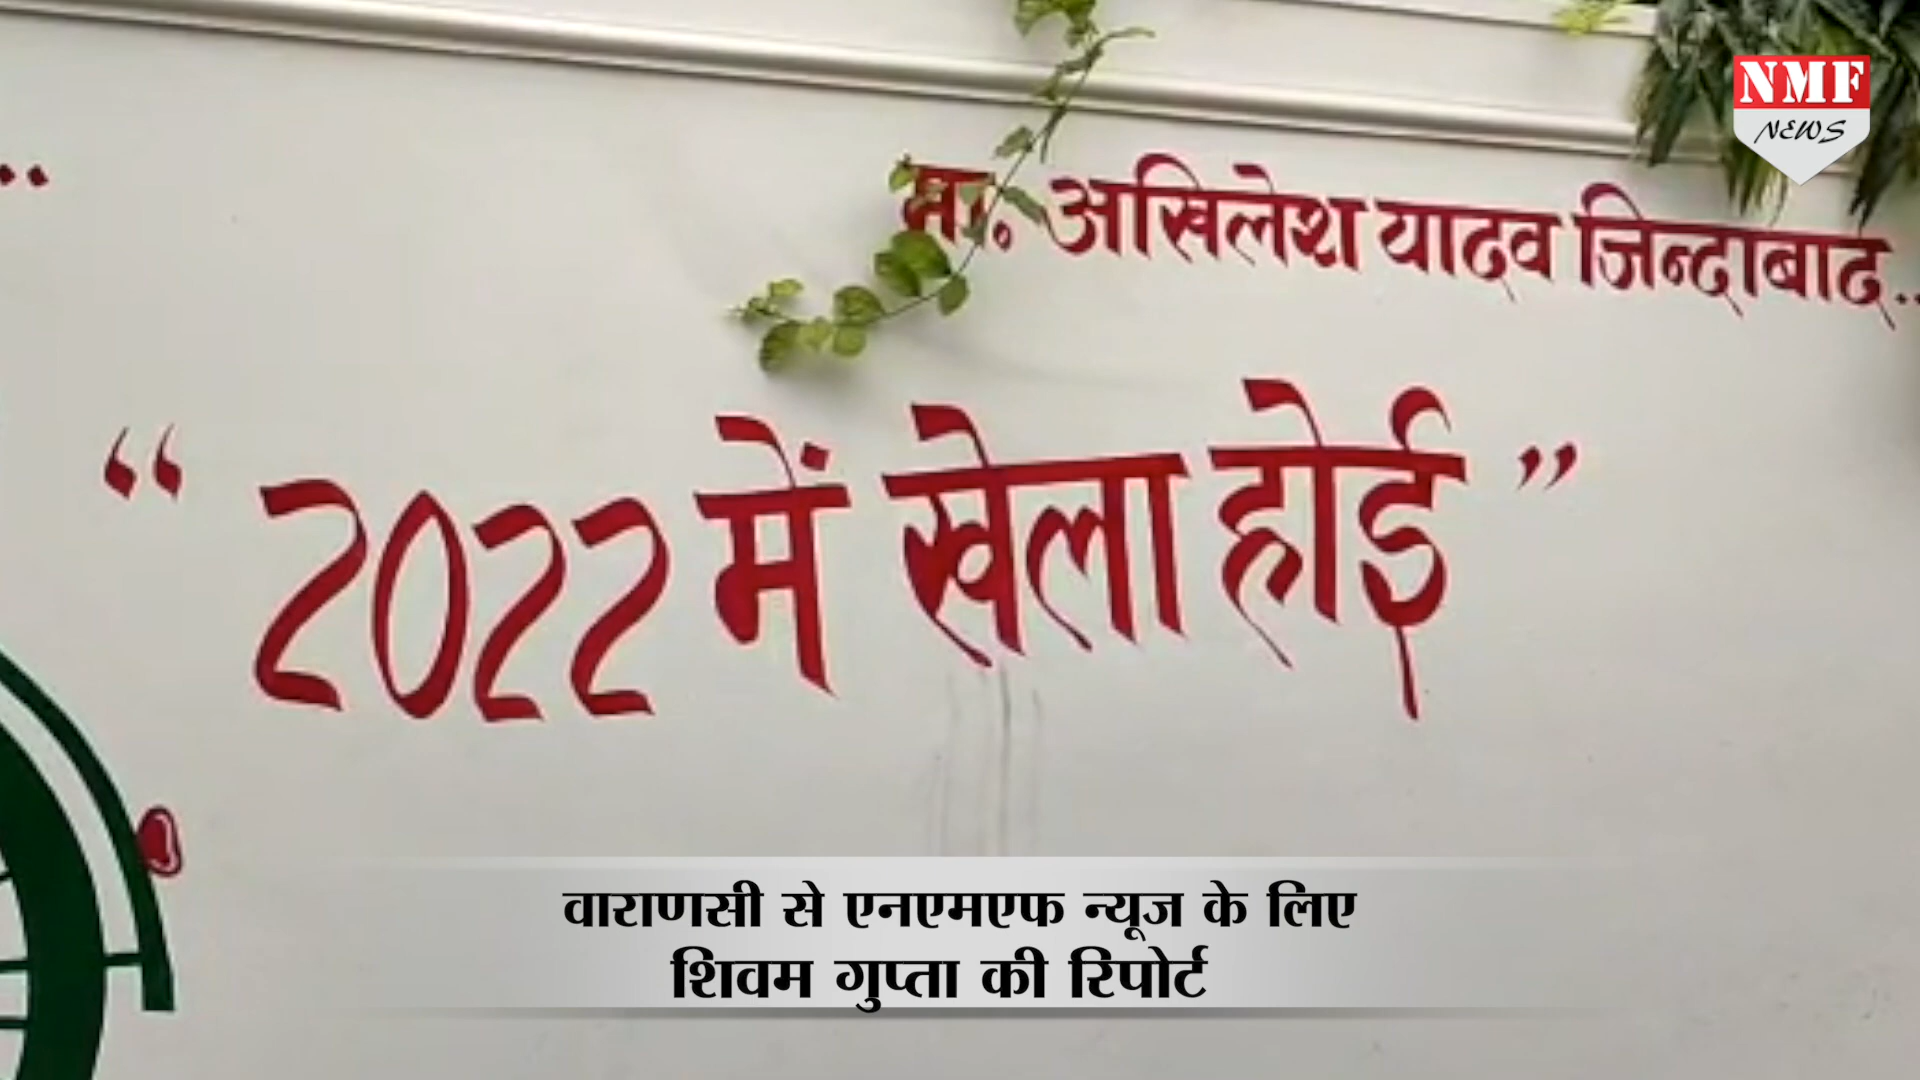 NMF
NEWS
..
मा. अखिलेश यादव जिन्दाबाद..
“ 2022 में खेला होई ”
वाराणसी से एनएमएफ न्यूज के लिए
शिवम गुप्ता की रिपोर्ट